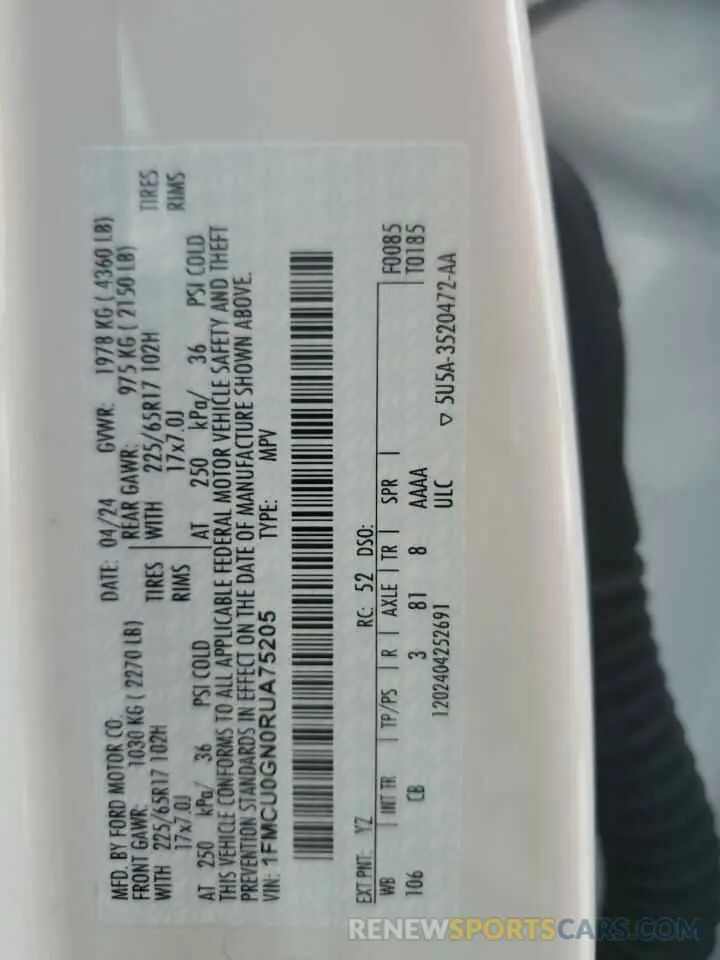 MFD. BY FORD MOTOR CO. DATE: 04/24 GVWR: 1978 KG ( 4360 LB)
FRONT GAWR: 1030 KG ( 2270 LB) REAR GAWR: 975 KG ( 2150 LB)
WITH 225/65R17 102H TIRES WITH 225/65R17 102H TIRES
17x7.0J RIMS 17x7.0J RIMS
AT 250 kPa/ 36 PSI COLD AT 250 kPa/ 36 PSI COLD
THIS VEHICLE CONFORMS TO ALL APPLICABLE FEDERAL MOTOR VEHICLE SAFETY AND THEFT
PREVENTION STANDARDS IN EFFECT ON THE DATE OF MANUFACTURE SHOWN ABOVE.
VIN: 1FMCU0GN0RUA75205 TYPE: MPV
EXT PNT: YZ RC: 52 DSO:
WB INT TR TP/PS R AXLE TR SPR F0085
106 CB 3 81 8 AAAA T0185
1202404252691 ULC ▽ 5U5A-3520472-AA
RENEWSPORTSCARS.COM